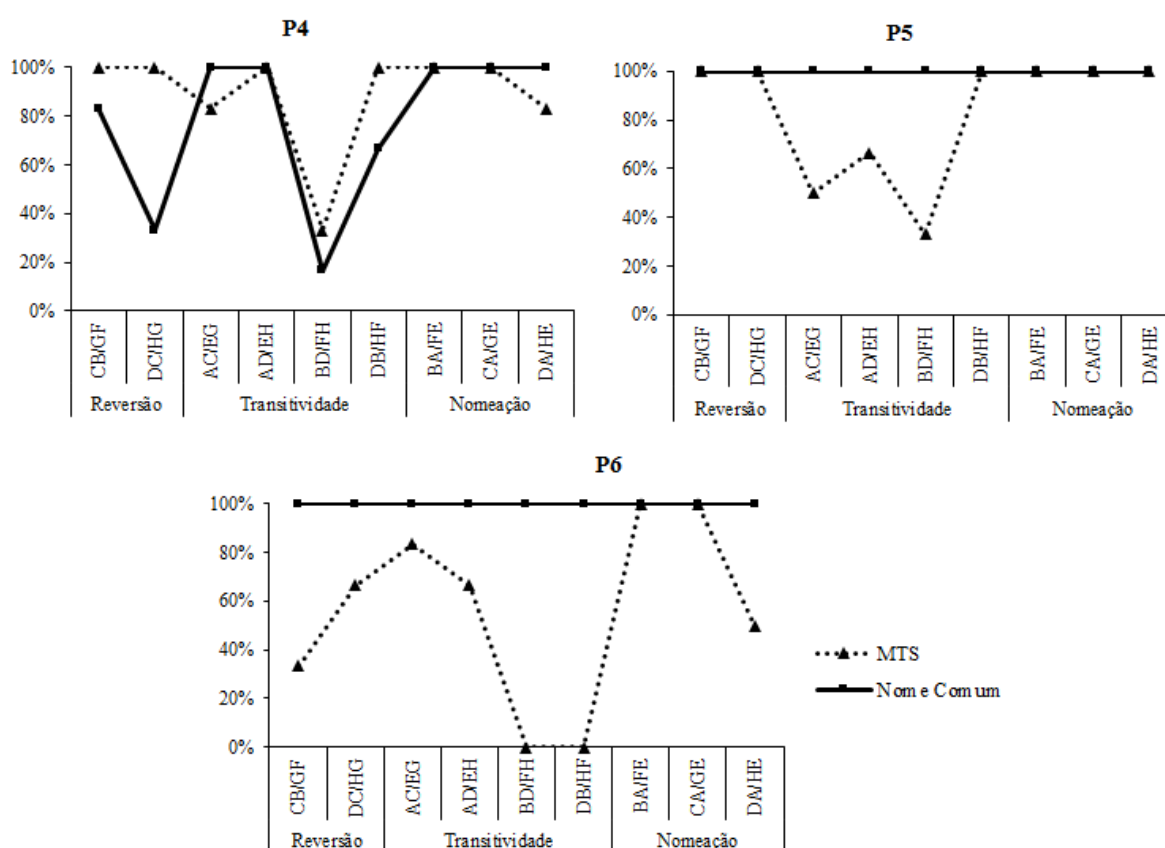 P4
100%
80%
60%
40%
20%
0%
CB/GF
DC/HG
AC/EG
AD/EH
BD/FH
DB/HF
BA/FE
CA/GE
DA/HE
Reversão
Transitividade
Nomeação
P5
100%
80%
60%
40%
20%
0%
CB/GF
DC/HG
AC/EG
AD/EH
BD/FH
DB/HF
BA/FE
CA/GE
DA/HE
Reversão
Transitividade
Nomeação
P6
100%
80%
60%
40%
20%
0%
CB/GF
DC/HG
AC/EG
AD/EH
BD/FH
DB/HF
BA/FE
CA/GE
DA/HE
Reversão
Transitividade
Nomeação
MTS
Nome Comum